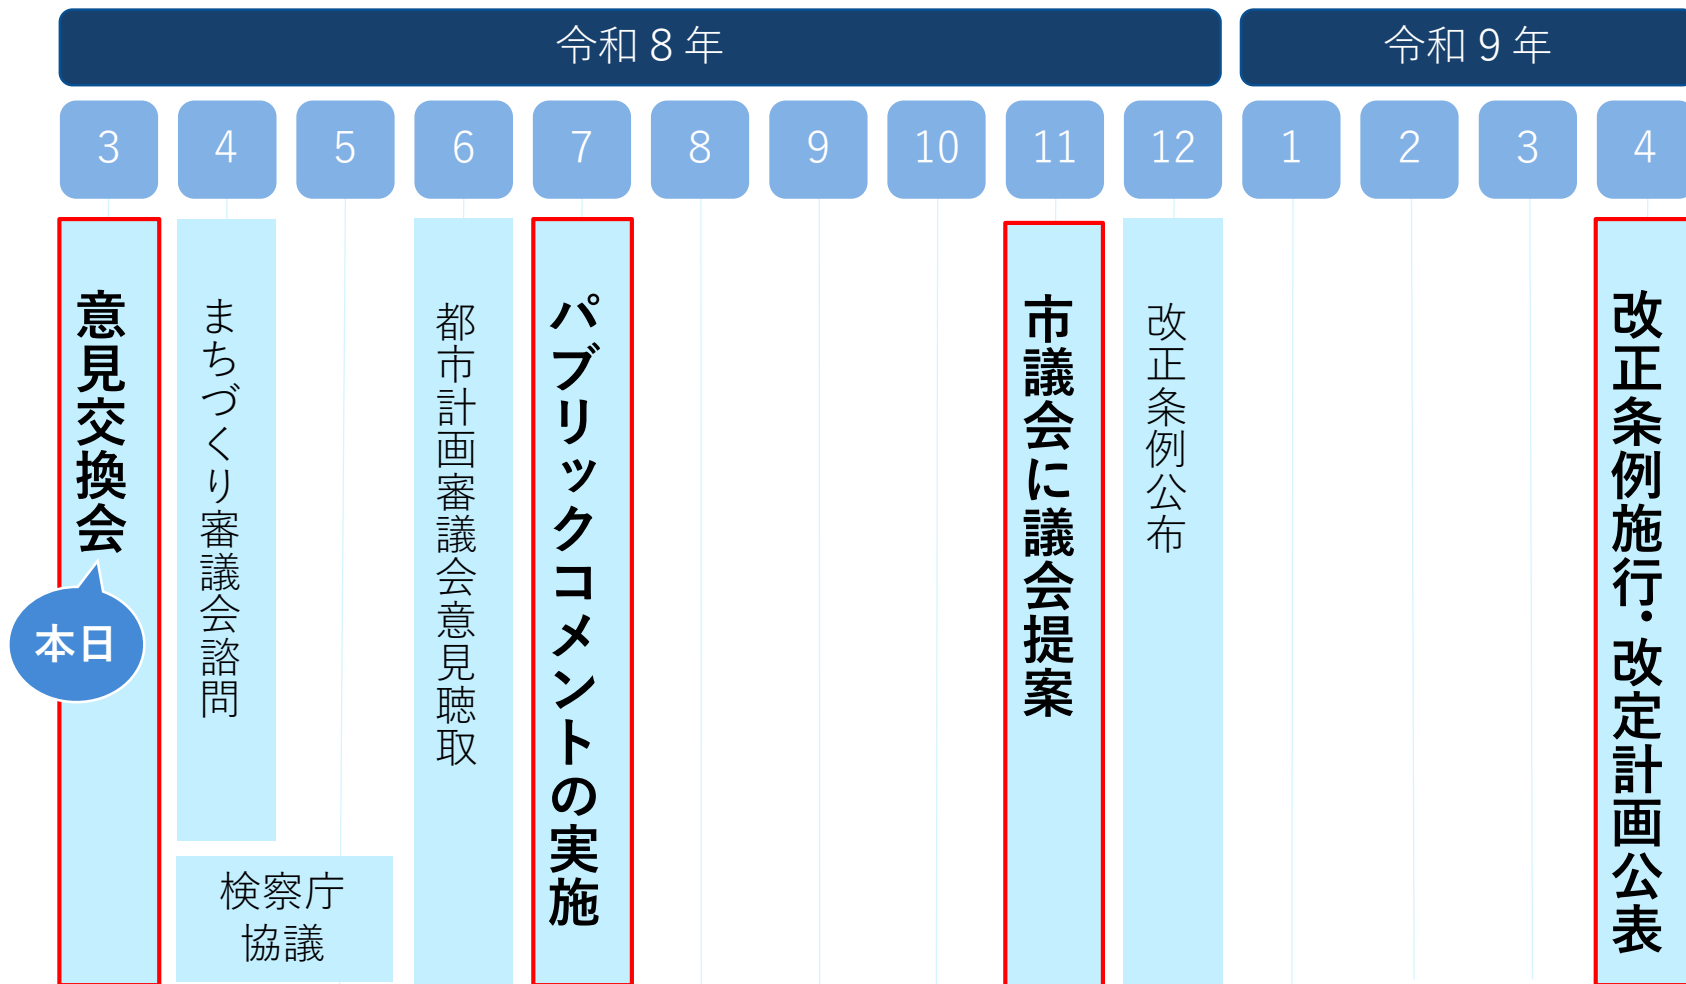 令和８年
令和９年
3
4
5
6
7
8
9
10
11
12
1
2
3
4
意見交換会
本日
まちづくり審議会諮問
検察庁
協議
都市計画審議会意見聴取
パブリックコメントの実施
市議会に議会提案
改正条例公布
改正条例施行・改定計画公表